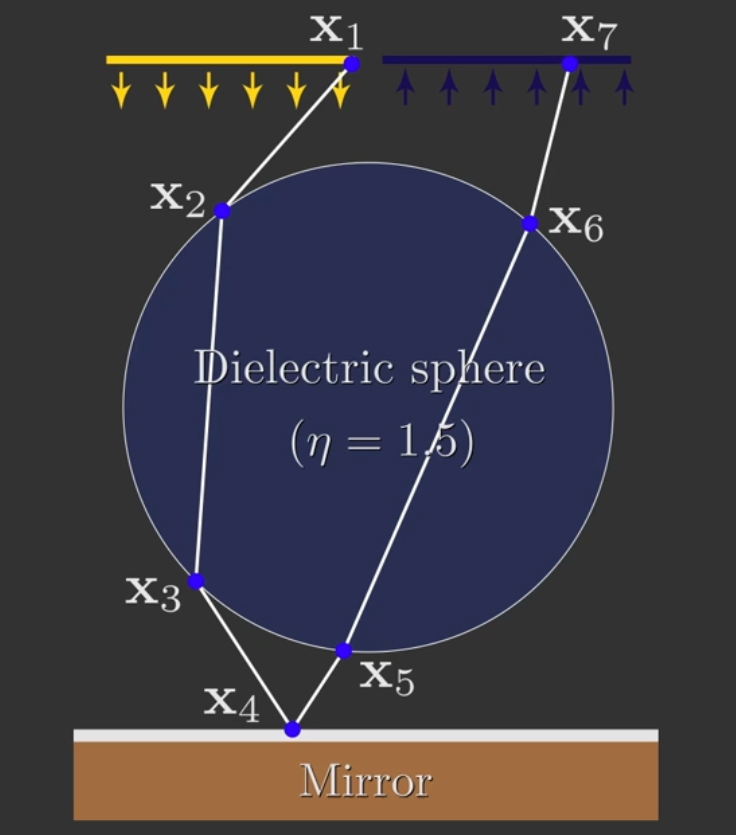 x₁
x₇
x₂
x₆
Dielectric sphere
(η = 1.5)
x₃
x₅
x₄
Mirror